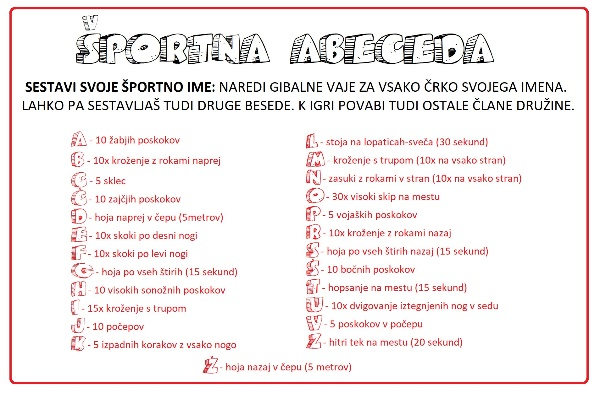 ŠPORTNA ABECEDA
SESTAVI SVOJE ŠPORTNO IME: NAREDI GIBALNE VAJE ZA VSAKO ČRKO SVOJEGA IMENA.
LAHKO PA SESTAVLJAŠ TUDI DRUGE BESEDE. K IGRI POVABI TUDI OSTALE ČLANE DRUŽINE.
A - 10 žabjih poskokov
B - 10x kroženje z rokami naprej
C - 5 sklec
Č - 10 zajčjih poskokov
D - hoja naprej v čepu (5metrov)
E - 10x skoki po desni nogi
F - 10x skoki po levi nogi
G - hoja po vseh štirih (15 sekund)
H - 10 visokih sonožnih poskokov
I - 15x kroženje s trupom
J - 10 počepov
K - 5 izpadnih korakov z vsako nogo
L - stoja na lopaticah-sveča (30 sekund)
M - kroženje s trupom (10x na vsako stran)
N - zasuki z rokami v stran (10x na vsako stran)
O - 30x visoki skip na mestu
P - 5 vojaških poskokov
R - 10x kroženje z rokami nazaj
S - hoja po vseh štirih nazaj (15 sekund)
Š - 10 bočnih poskokov
T - hopsanje na mestu (15 sekund)
U - 10x dvigovanje iztegnjenih nog v sedu
V - 5 poskokov v počepu
Z - hitri tek na mestu (20 sekund)
Ž - hoja nazaj v čepu (5 metrov)